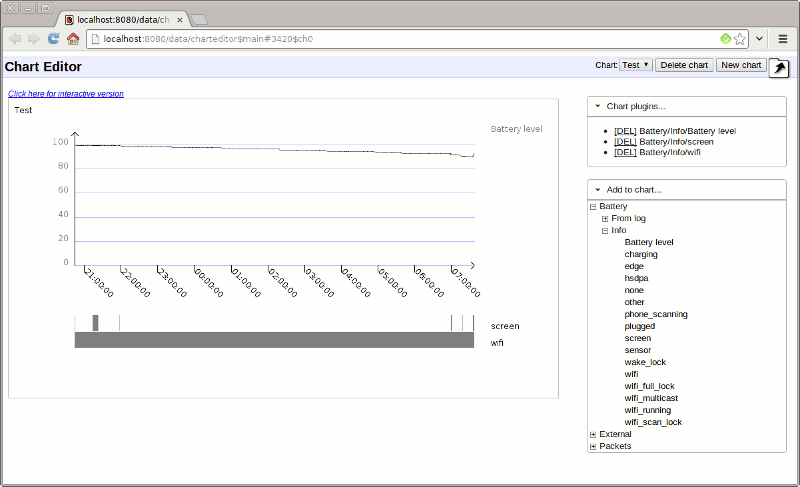 localhost:8080/data/ch
localhost:8080/data/charteditor$main#3420$ch0
Chart Editor
Chart: Test Delete chart New chart
Click here for interactive version
Test
Battery level
100
80
60
40
20
0
21:00:00 22:00:00 23:00:00 00:00:00 01:00:00 02:00:00 03:00:00 04:00:00 05:00:00 06:00:00 07:00:00
screen
wifi
Chart plugins...
[DEL] Battery/Info/Battery level
[DEL] Battery/Info/screen
[DEL] Battery/Info/wifi
Add to chart...
Battery
From log
Info
Battery level
charging
edge
hsdpa
none
other
phone_scanning
plugged
screen
sensor
wake_lock
wifi
wifi_full_lock
wifi_multicast
wifi_running
wifi_scan_lock
External
Packets